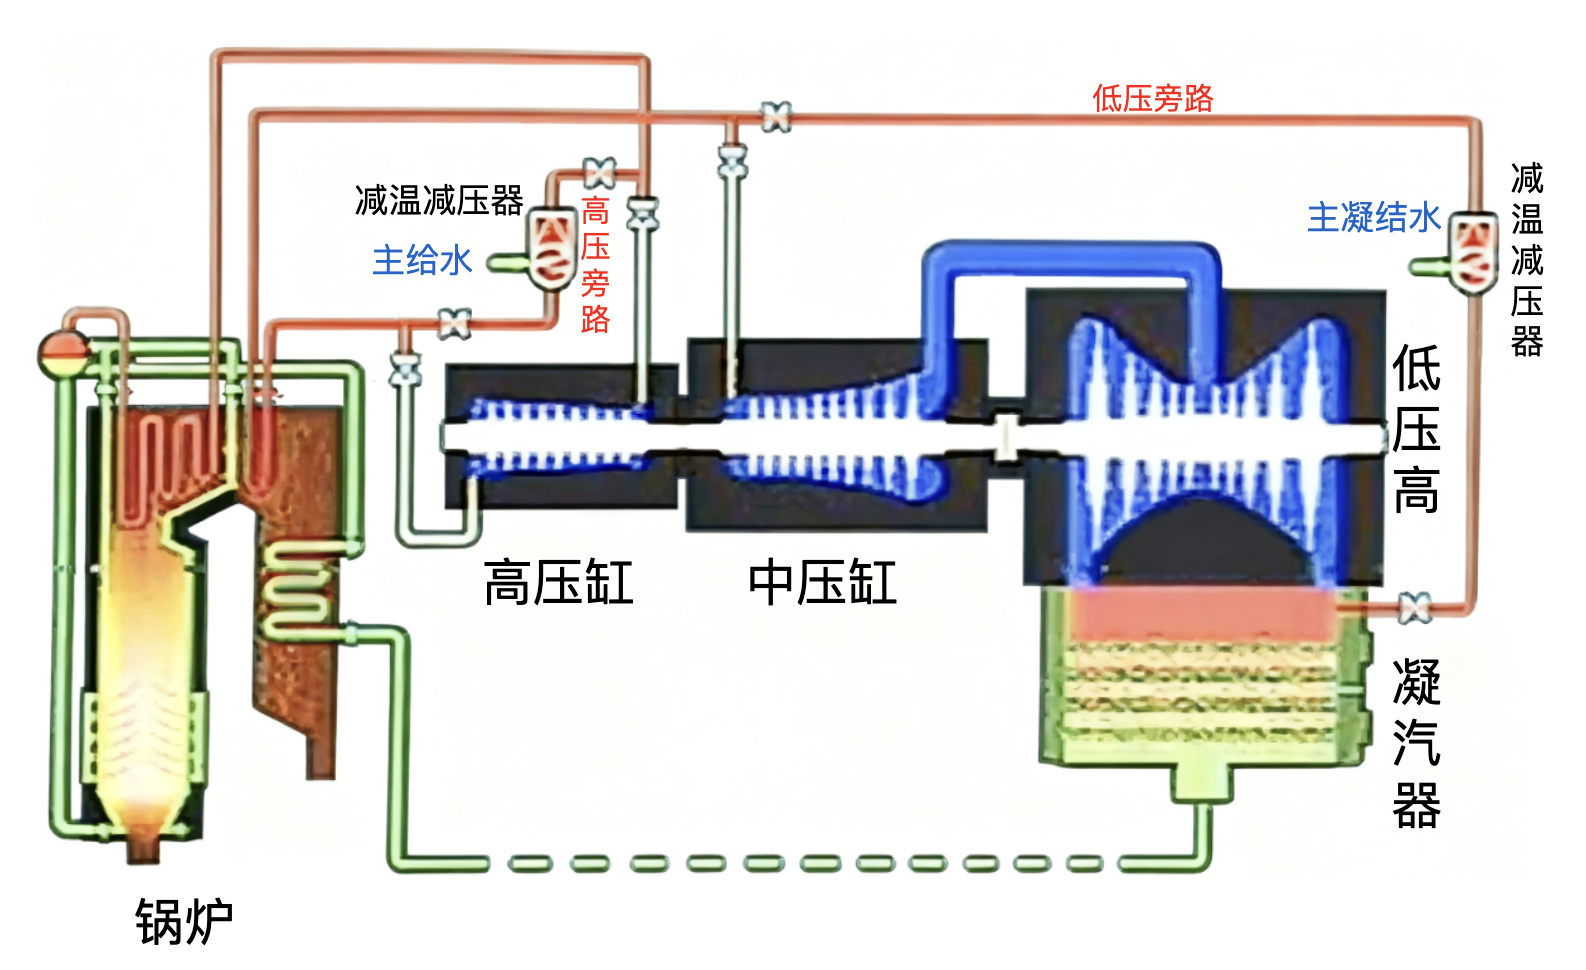 低压旁路
减温减压器
高压旁路
主给水
主凝结水
减温减压器
低压高
高压缸
中压缸
凝汽器
锅炉